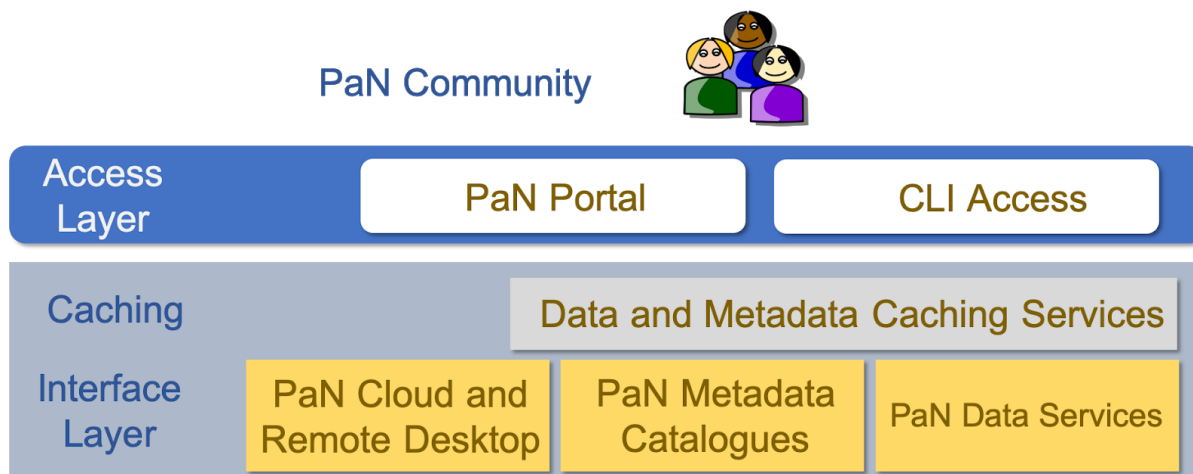 PaN Community
Access
Layer
PaN Portal
CLI Access
Caching
Data and Metadata Caching Services
Interface
Layer
PaN Cloud and
Remote Desktop
PaN Metadata
Catalogues
PaN Data Services